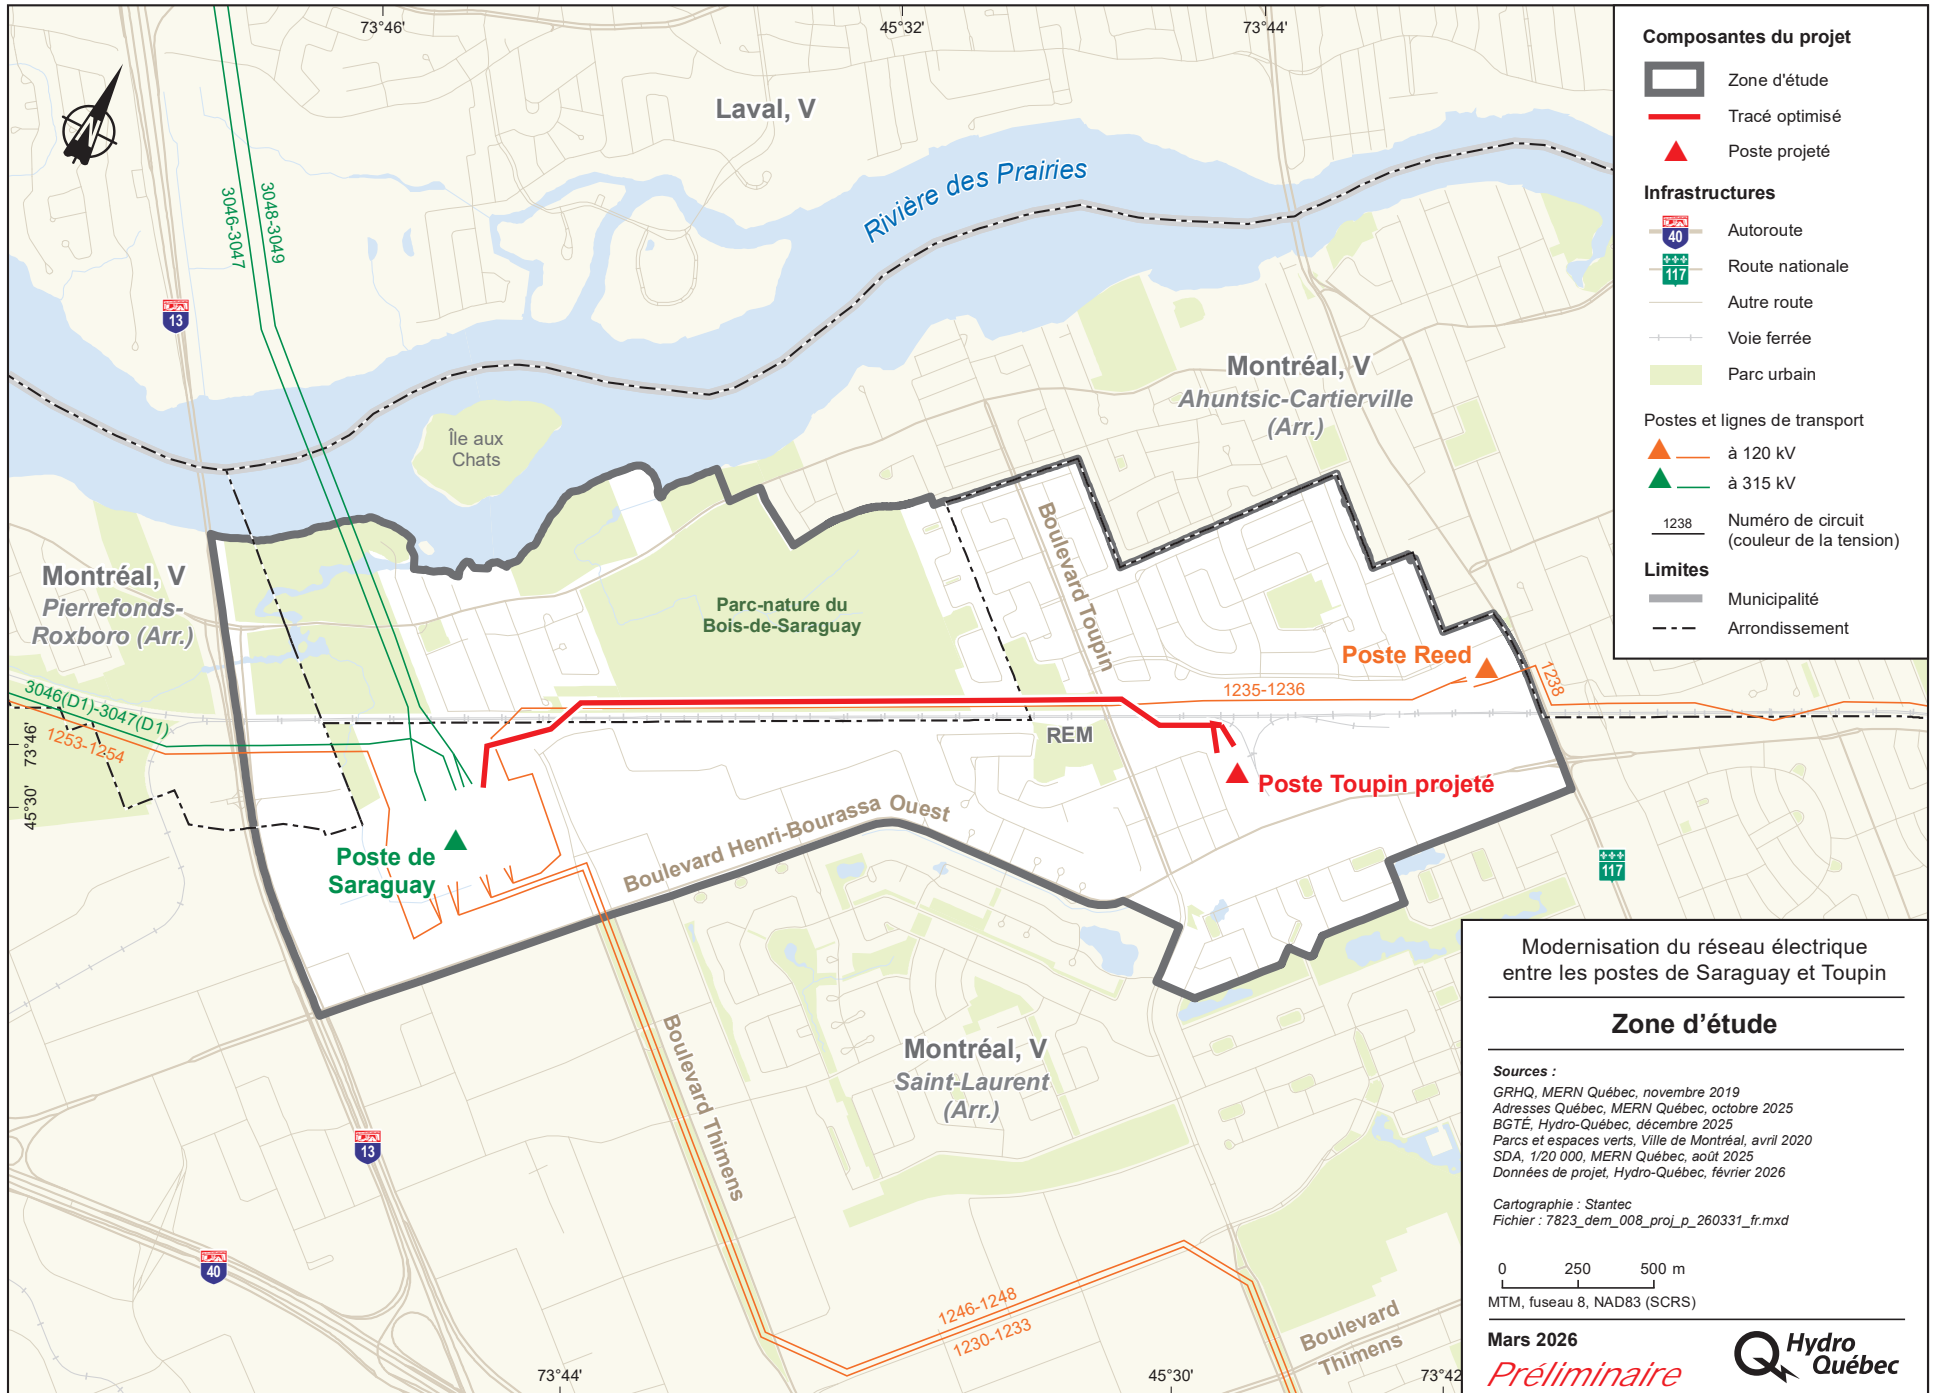 73°46'
45°32'
73°44'
Laval, V
Rivière des Prairies
3046-3047
3048-3049
13
N
Île aux
Chats
Montréal, V
Ahuntsic-Cartierville
(Arr.)
Montréal, V
Pierrefonds-
Roxboro (Arr.)
Parc-nature du
Bois-de-Saraguay
Boulevard Toupin
Poste Reed
1235-1236
1238
3046(D1)-3047(D1)
1253-1254
73°46'
45°30'
REM
Poste Toupin projeté
Poste de
Saraguay
Boulevard Henri-Bourassa Ouest
117
Montréal, V
Saint-Laurent
(Arr.)
Boulevard Thimens
13
40
1246-1248
1230-1233
Boulevard
Thimens
73°44'
45°30'
73°42
Composantes du projet
Zone d'étude
Tracé optimisé
Poste projeté
Infrastructures
40
Autoroute
117
Route nationale
Autre route
Voie ferrée
Parc urbain
Postes et lignes de transport
à 120 kV
à 315 kV
1238
Numéro de circuit
(couleur de la tension)
Limites
Municipalité
Arrondissement
Modernisation du réseau électrique
entre les postes de Saraguay et Toupin
Zone d'étude
Sources :
GRHQ, MERN Québec, novembre 2019
Adresses Québec, MERN Québec, octobre 2025
BGTÉ, Hydro-Québec, décembre 2025
Parcs et espaces verts, Ville de Montréal, avril 2020
SDA, 1/20 000, MERN Québec, août 2025
Données de projet, Hydro-Québec, février 2026
Cartographie : Stantec
Fichier : 7823_dem_008_proj_p_260331_fr.mxd
0 250 500 m
MTM, fuseau 8, NAD83 (SCRS)
Mars 2026
Préliminaire
Hydro
Québec